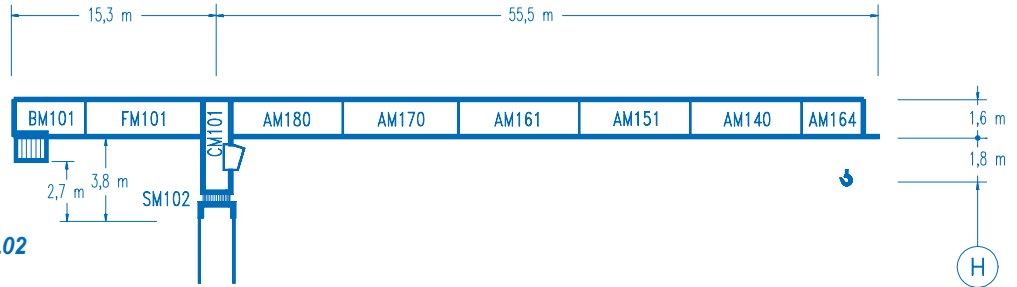 15,3 m 55,5 m
BM101 FM101 CM101 AM180 AM170 AM161 AM151 AM140 AM164
1,6 m
1,8 m
2,7 m 3,8 m
SM102
.02
H